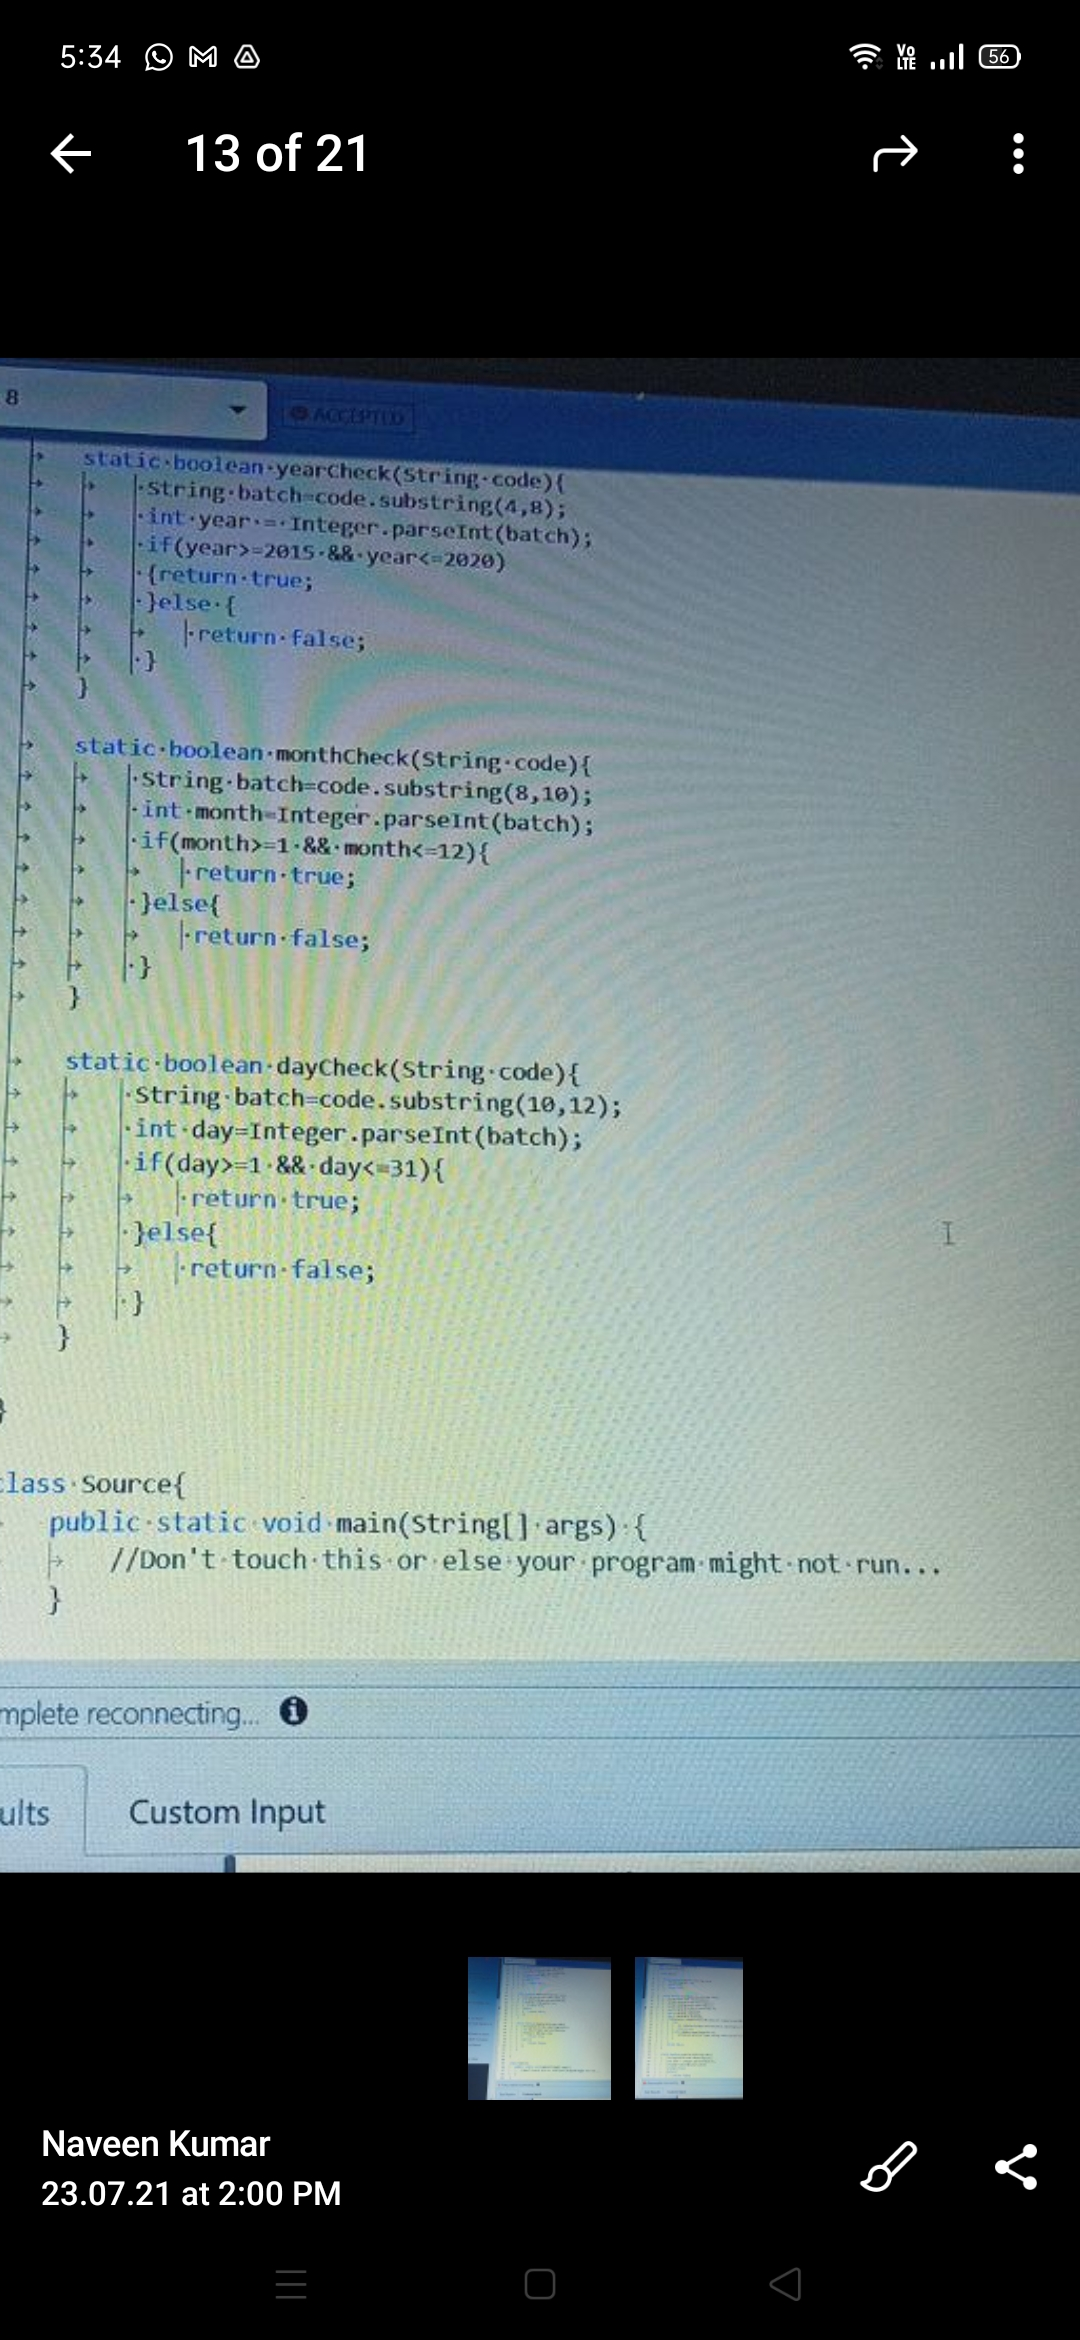 5:34
Vo
LTE
56
13 of 21
8
ACCEPTED
static boolean yearCheck(String code){
String batch=code.substring(4,8);
int year = Integer.parseInt(batch);
if(year>=2015 && year<=2020)
{return true;
}else {
return false;
}
}
static boolean monthCheck(String code){
String batch=code.substring(8,10);
int month=Integer.parseInt(batch);
if(month>=1 && month<=12){
return true;
}else{
return false;
}
}
static boolean dayCheck(String code){
String batch=code.substring(10,12);
int day=Integer.parseInt(batch);
if(day>=1 && day<=31){
return true;
}else{
return false;
}
}
}
class Source{
public static void main(String[] args) {
//Don't touch this or else your program might not run...
}
mplete reconnecting...
ults
Custom Input
Naveen Kumar
23.07.21 at 2:00 PM